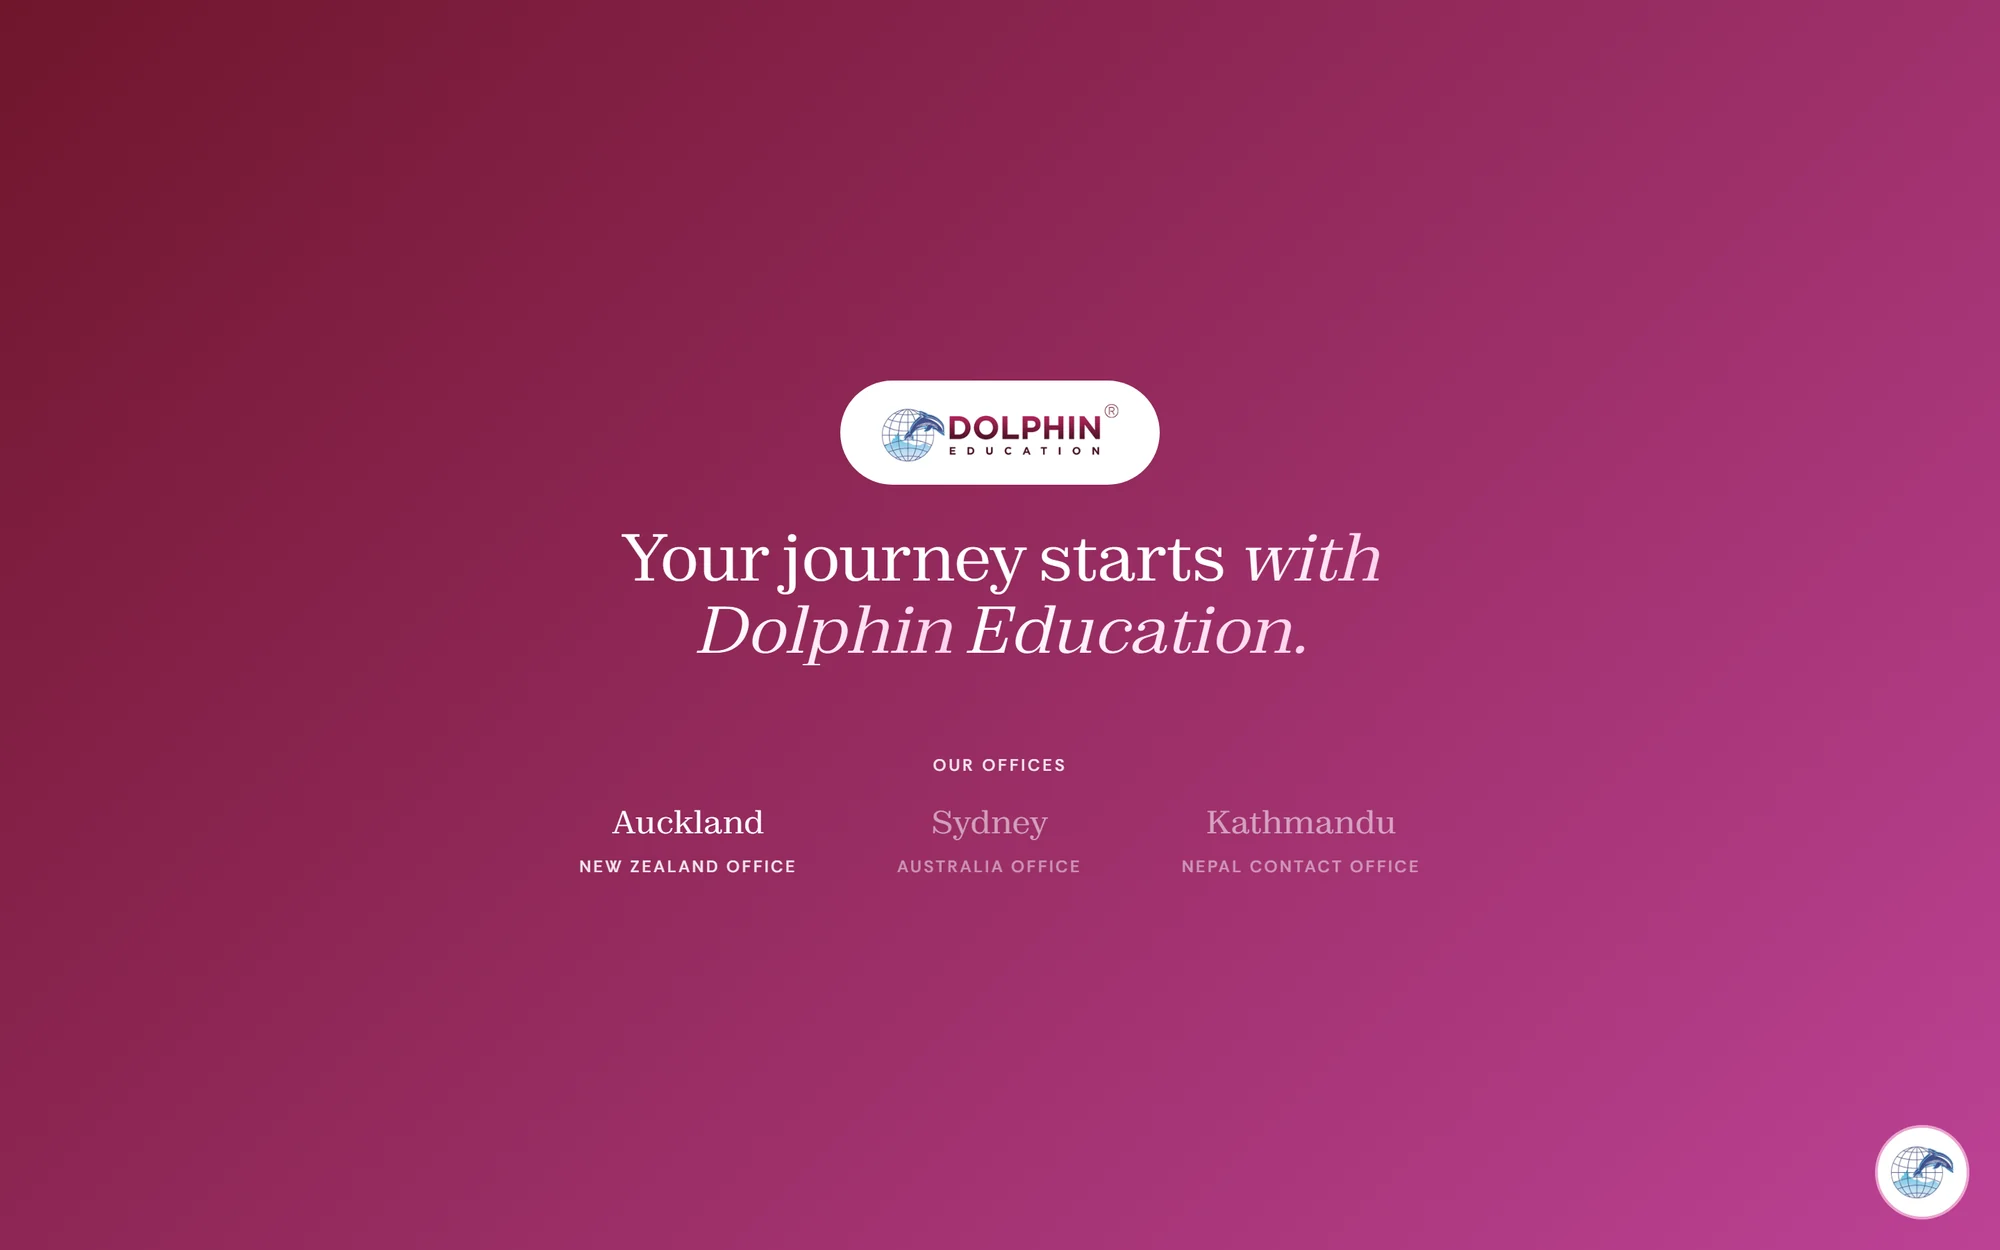 DOLPHIN®
EDUCATION
Your journey starts with
Dolphin Education.
OUR OFFICES
Auckland
NEW ZEALAND OFFICE
Sydney
AUSTRALIA OFFICE
Kathmandu
NEPAL CONTACT OFFICE